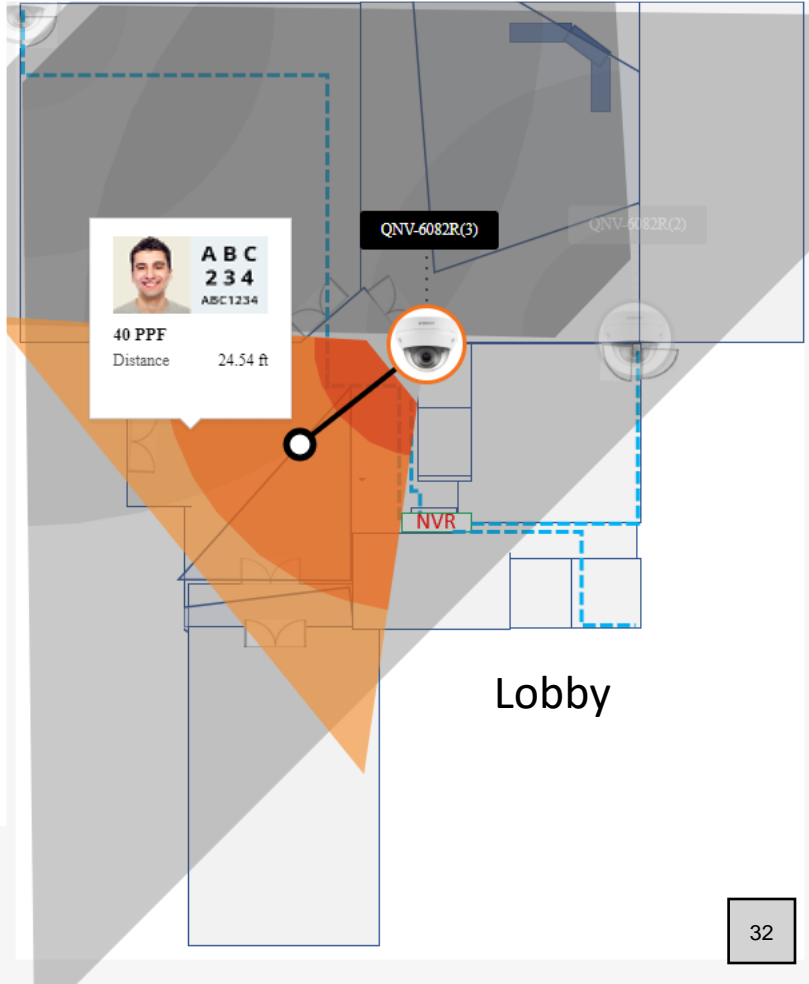 QNV-6082R(3)
QNV-6082R(2)
A B C
2 3 4
ABC1234
40 PPF
Distance 24.54 ft
NVR
Lobby
32